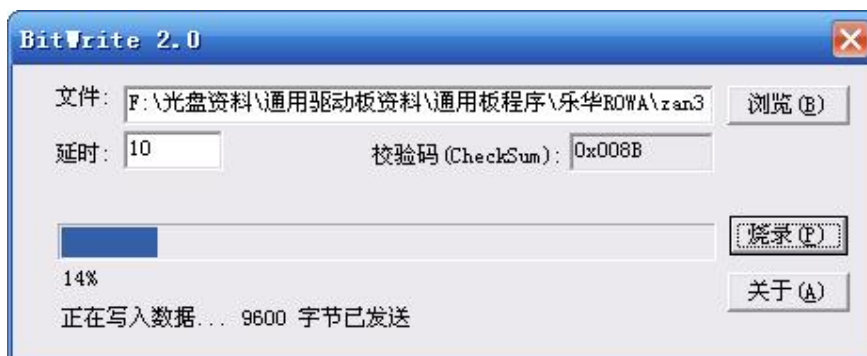 BitWrite 2.0
文件: F:\光盘资料\通用驱动板资料\通用板程序\乐华ROWA\zan3 浏览(B)
延时: 10 校验码(CheckSum): 0x008B
烧录(P)
14%
关于(A)
正在写入数据... 9600 字节已发送